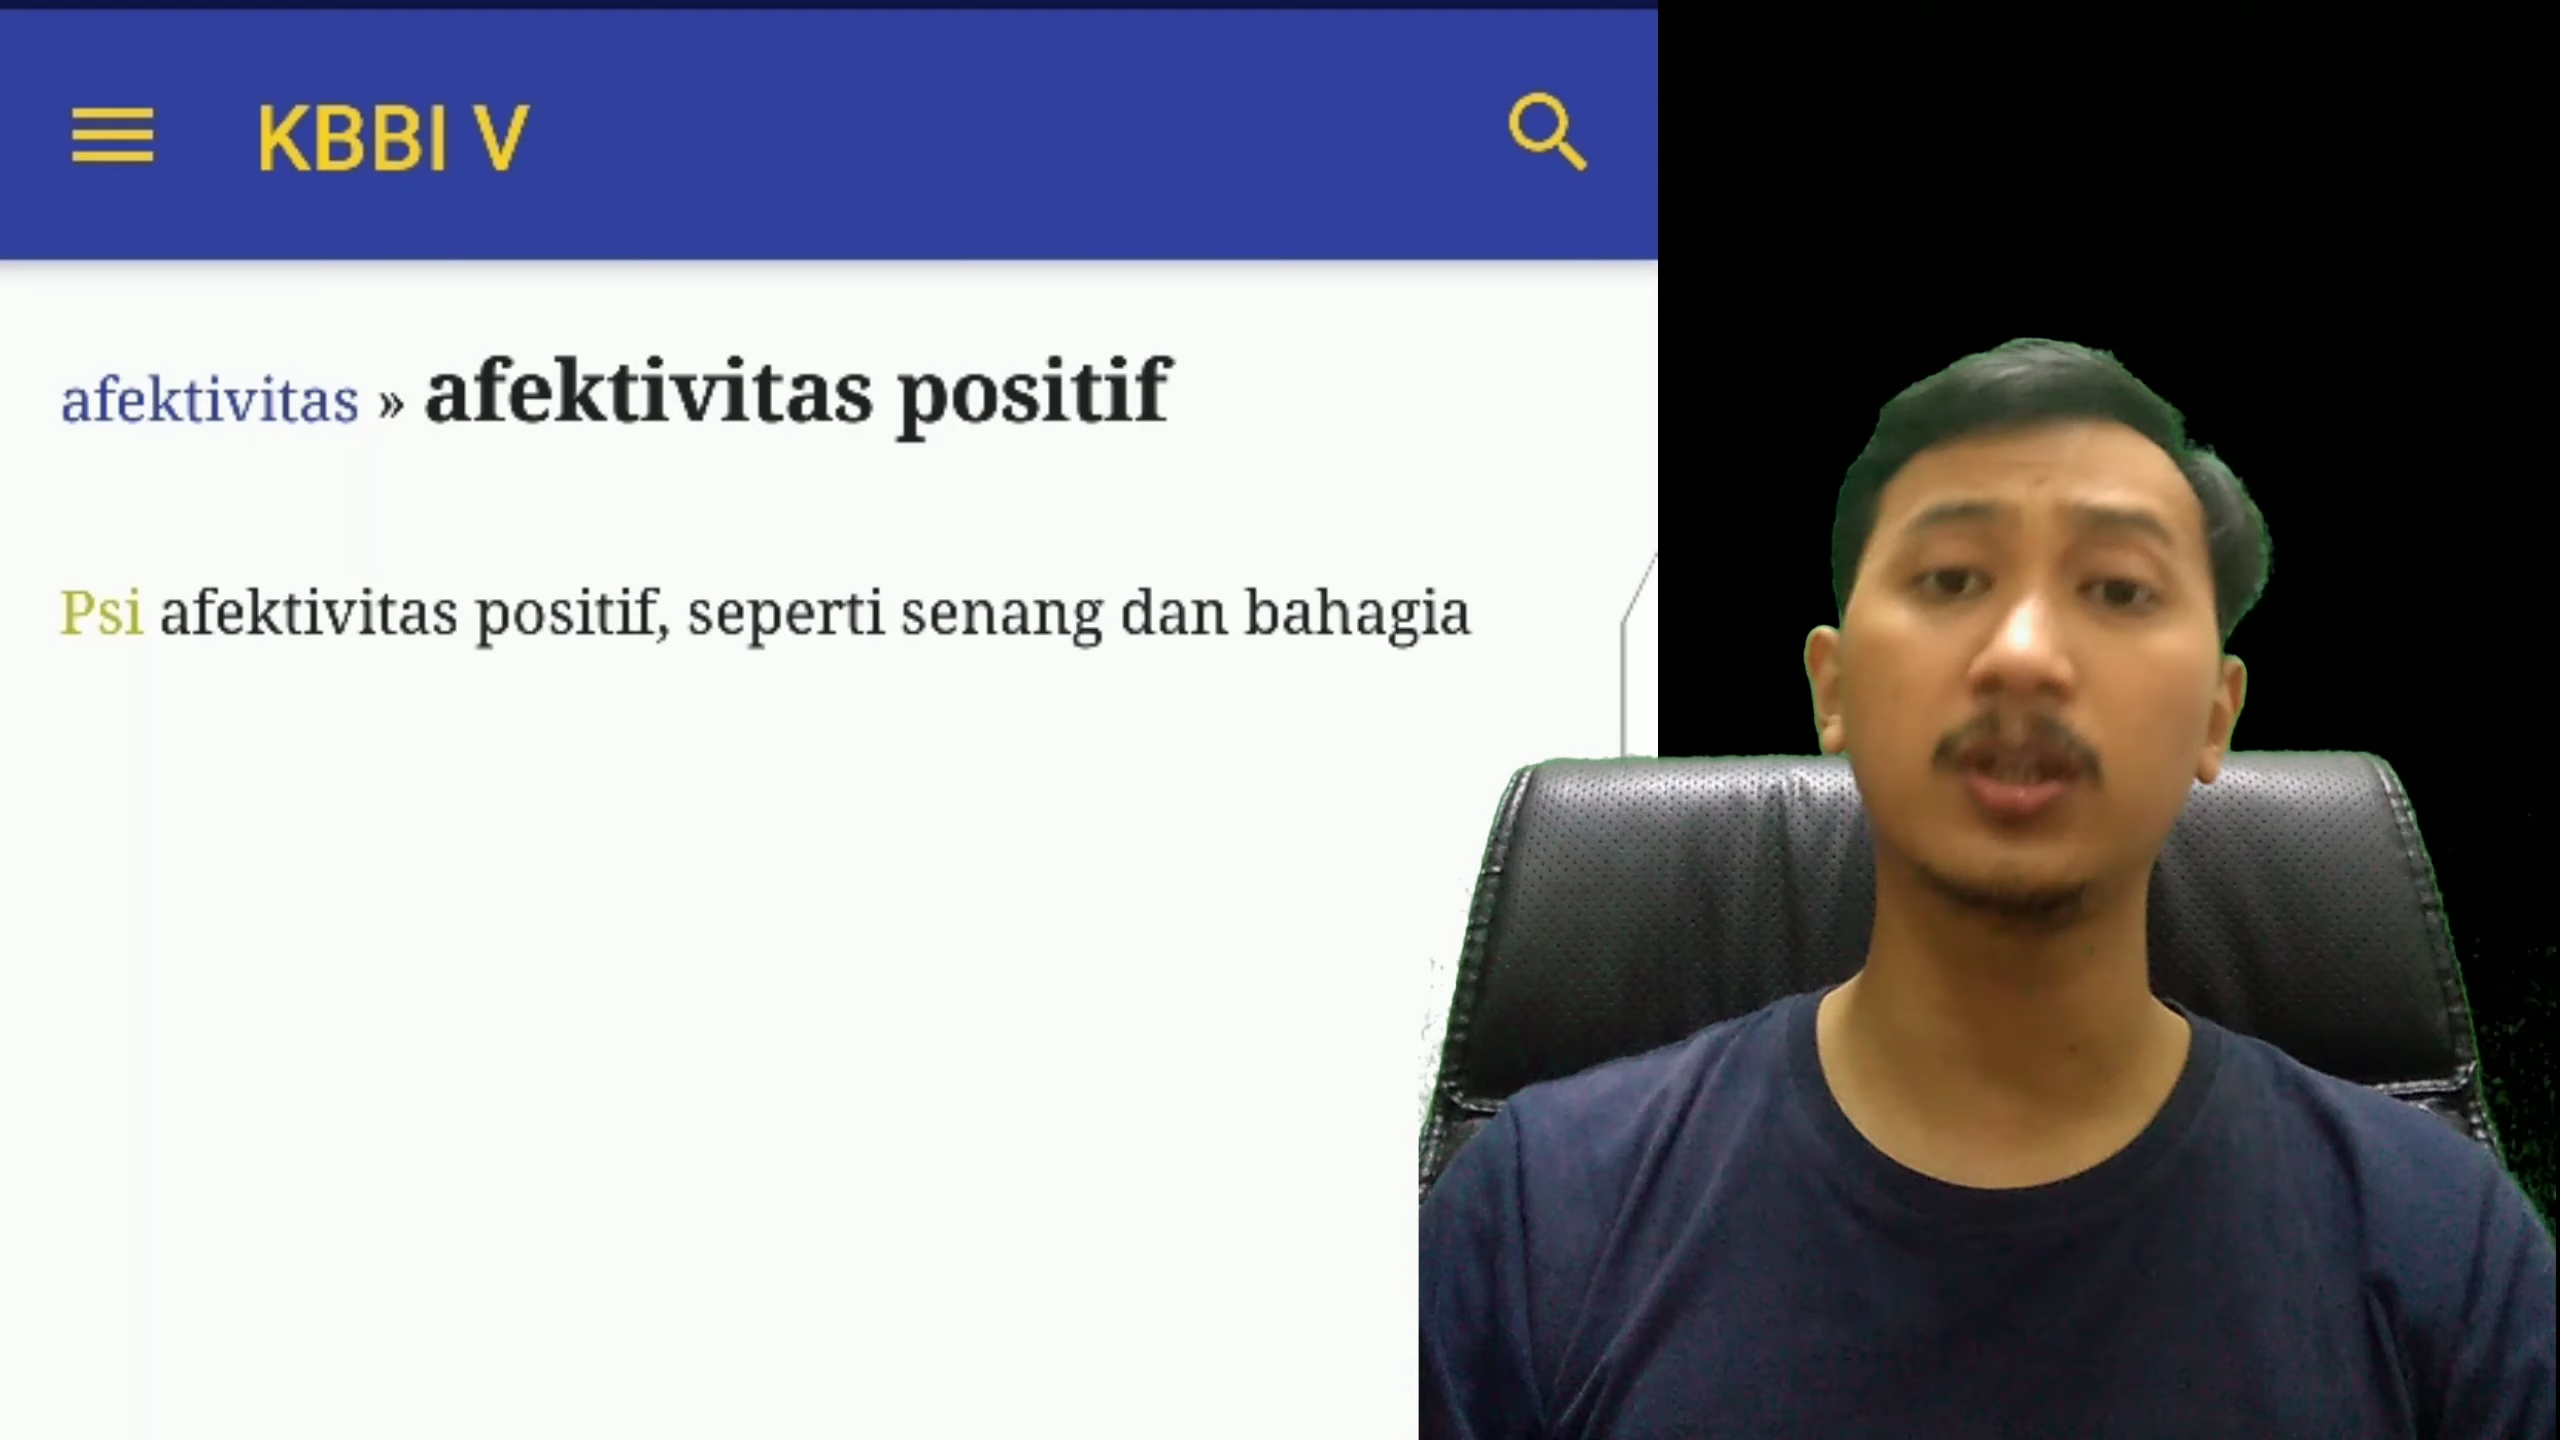 KBBI V
afektivitas » afektivitas positif
Psi afektivitas positif, seperti senang dan bahagia